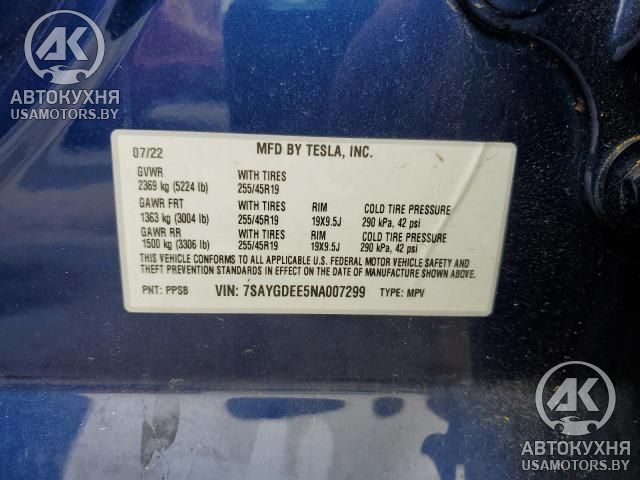 AK
АВТОКУХНЯ
USAMOTORS.BY
07/22 MFD BY TESLA, INC.
GVWR WITH TIRES
2369 kg (5224 lb) 255/45R19
GAWR FRT WITH TIRES RIM COLD TIRE PRESSURE
1363 kg (3004 lb) 255/45R19 19X9.5J 290 kPa, 42 psi
GAWR RR WITH TIRES RIM COLD TIRE PRESSURE
1500 kg (3306 lb) 255/45R19 19X9.5J 290 kPa, 42 psi
THIS VEHICLE CONFORMS TO ALL APPLICABLE U.S. FEDERAL MOTOR VEHICLE SAFETY AND
THEFT PREVENTION STANDARDS IN EFFECT ON THE DATE OF MANUFACTURE SHOWN ABOVE.
PNT: PPSB VIN: 7SAYGDEE5NA007299 TYPE: MPV
AK
АВТОКУХНЯ
USAMOTORS.BY